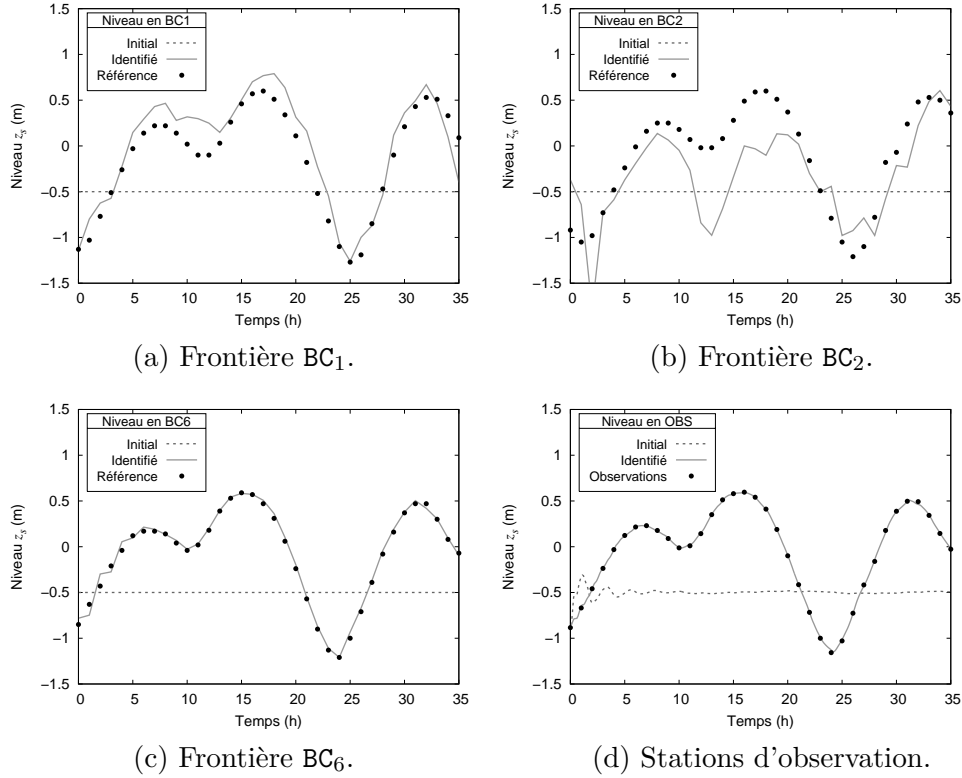 Niveau en BC1
Initial
Identifié
Référence
1.5
1
0.5
0
−0.5
−1
−1.5
Niveau z_s (m)
0 5 10 15 20 25 30 35
Temps (h)
(a) Frontière BC₁.
Niveau en BC2
Initial
Identifié
Référence
1.5
1
0.5
0
−0.5
−1
−1.5
Niveau z_s (m)
0 5 10 15 20 25 30 35
Temps (h)
(b) Frontière BC₂.
Niveau en BC6
Initial
Identifié
Référence
1.5
1
0.5
0
−0.5
−1
−1.5
Niveau z_s (m)
0 5 10 15 20 25 30 35
Temps (h)
(c) Frontière BC₆.
Niveau en OBS
Initial
Identifié
Observations
1.5
1
0.5
0
−0.5
−1
−1.5
Niveau z_s (m)
0 5 10 15 20 25 30 35
Temps (h)
(d) Stations d'observation.